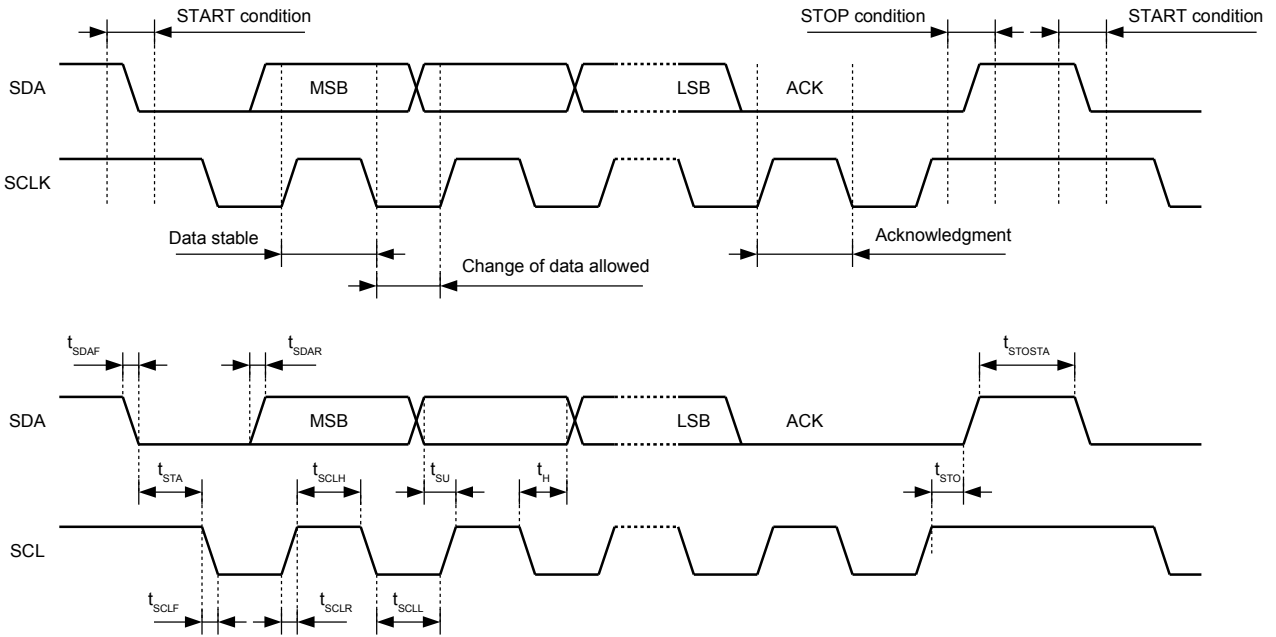 START condition
STOP condition
START condition
SDA
MSB
LSB
ACK
SCLK
Data stable
Acknowledgment
Change of data allowed
tSDAF
tSDAR
tSTOSTA
SDA
MSB
LSB
ACK
tSTA
tSCLH
tSU
tH
tSTO
SCL
tSCLF
tSCLR
tSCLL